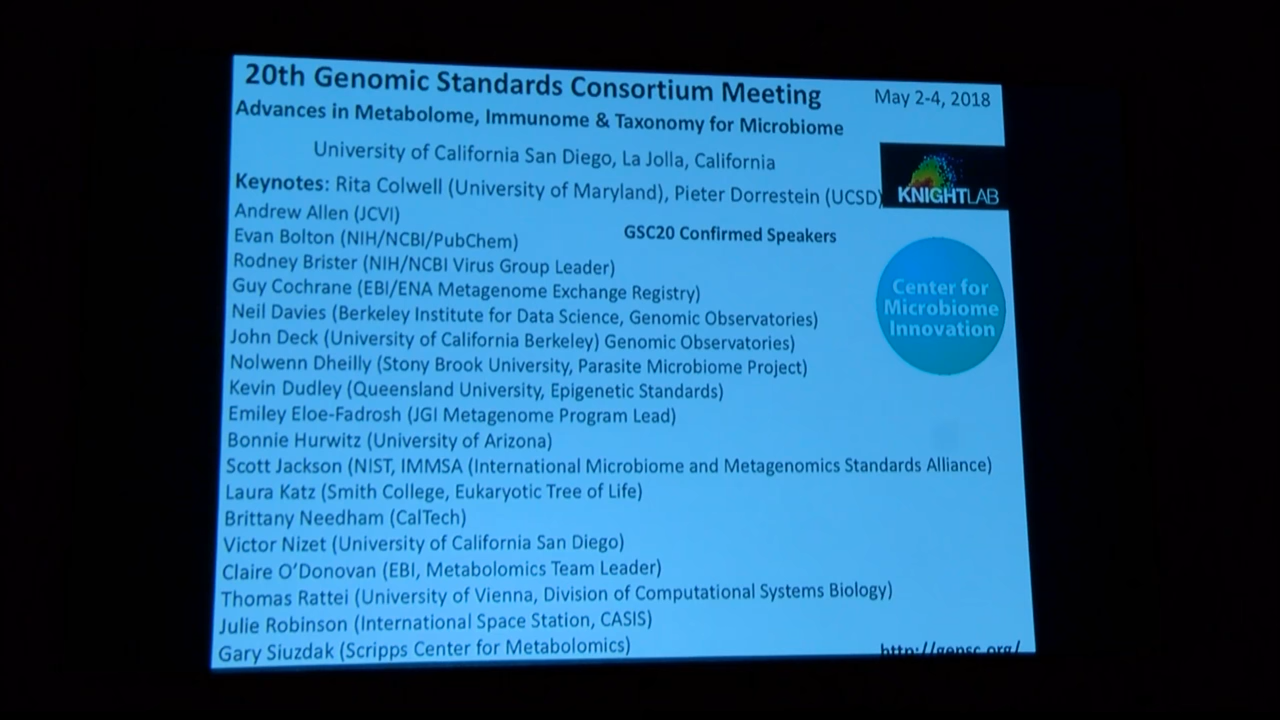 20th Genomic Standards Consortium Meeting
May 2-4, 2018
Advances in Metabolome, Immunome & Taxonomy for Microbiome
University of California San Diego, La Jolla, California
KNIGHTLAB
Keynotes: Rita Colwell (University of Maryland), Pieter Dorrestein (UCSD)
Andrew Allen (JCVI)
GSC20 Confirmed Speakers
Evan Bolton (NIH/NCBI/PubChem)
Rodney Brister (NIH/NCBI Virus Group Leader)
Guy Cochrane (EBI/ENA Metagenome Exchange Registry)
Center for
Microbiome
Innovation
Neil Davies (Berkeley Institute for Data Science, Genomic Observatories)
John Deck (University of California Berkeley) Genomic Observatories)
Nolwenn Dheilly (Stony Brook University, Parasite Microbiome Project)
Kevin Dudley (Queensland University, Epigenetic Standards)
Emiley Eloe-Fadrosh (JGI Metagenome Program Lead)
Bonnie Hurwitz (University of Arizona)
Scott Jackson (NIST, IMMSA (International Microbiome and Metagenomics Standards Alliance)
Laura Katz (Smith College, Eukaryotic Tree of Life)
Brittany Needham (CalTech)
Victor Nizet (University of California San Diego)
Claire O'Donovan (EBI, Metabolomics Team Leader)
Thomas Rattei (University of Vienna, Division of Computational Systems Biology)
Julie Robinson (International Space Station, CASIS)
Gary Siuzdak (Scripps Center for Metabolomics)
http://gensc.org/